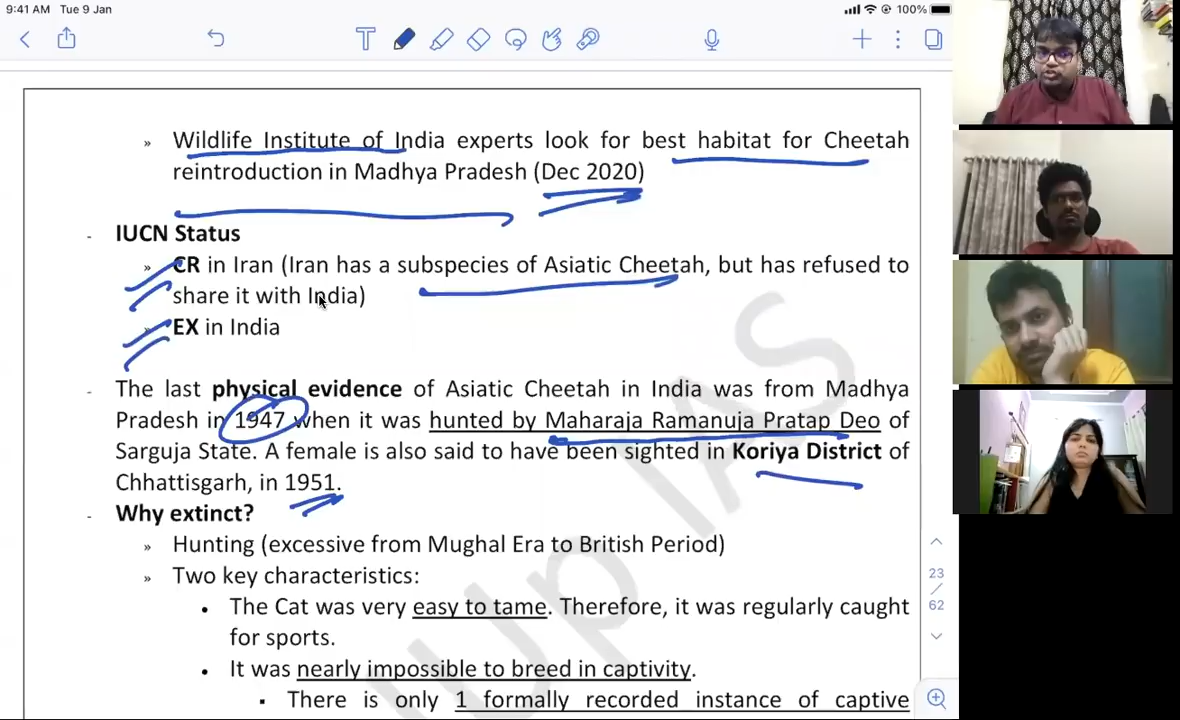 9:41 AM Tue 9 Jan
100%
T
» Wildlife Institute of India experts look for best habitat for Cheetah
reintroduction in Madhya Pradesh (Dec 2020)
- IUCN Status
» CR in Iran (Iran has a subspecies of Asiatic Cheetah, but has refused to
share it with India)
» EX in India
- The last physical evidence of Asiatic Cheetah in India was from Madhya
Pradesh in 1947 when it was hunted by Maharaja Ramanuja Pratap Deo of
Sarguja State. A female is also said to have been sighted in Koriya District of
Chhattisgarh, in 1951.
- Why extinct?
» Hunting (excessive from Mughal Era to British Period)
» Two key characteristics:
• The Cat was very easy to tame. Therefore, it was regularly caught
for sports.
• It was nearly impossible to breed in captivity.
▪ There is only 1 formally recorded instance of captive
23
/
62
Up IAS